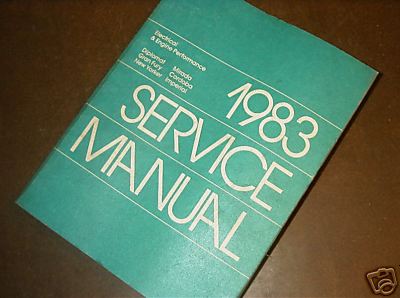 Electrical
& Engine Performance
Diplomat Mirada
Gran Fury Cordoba
New Yorker Imperial
1983
SERVICE
MANUAL